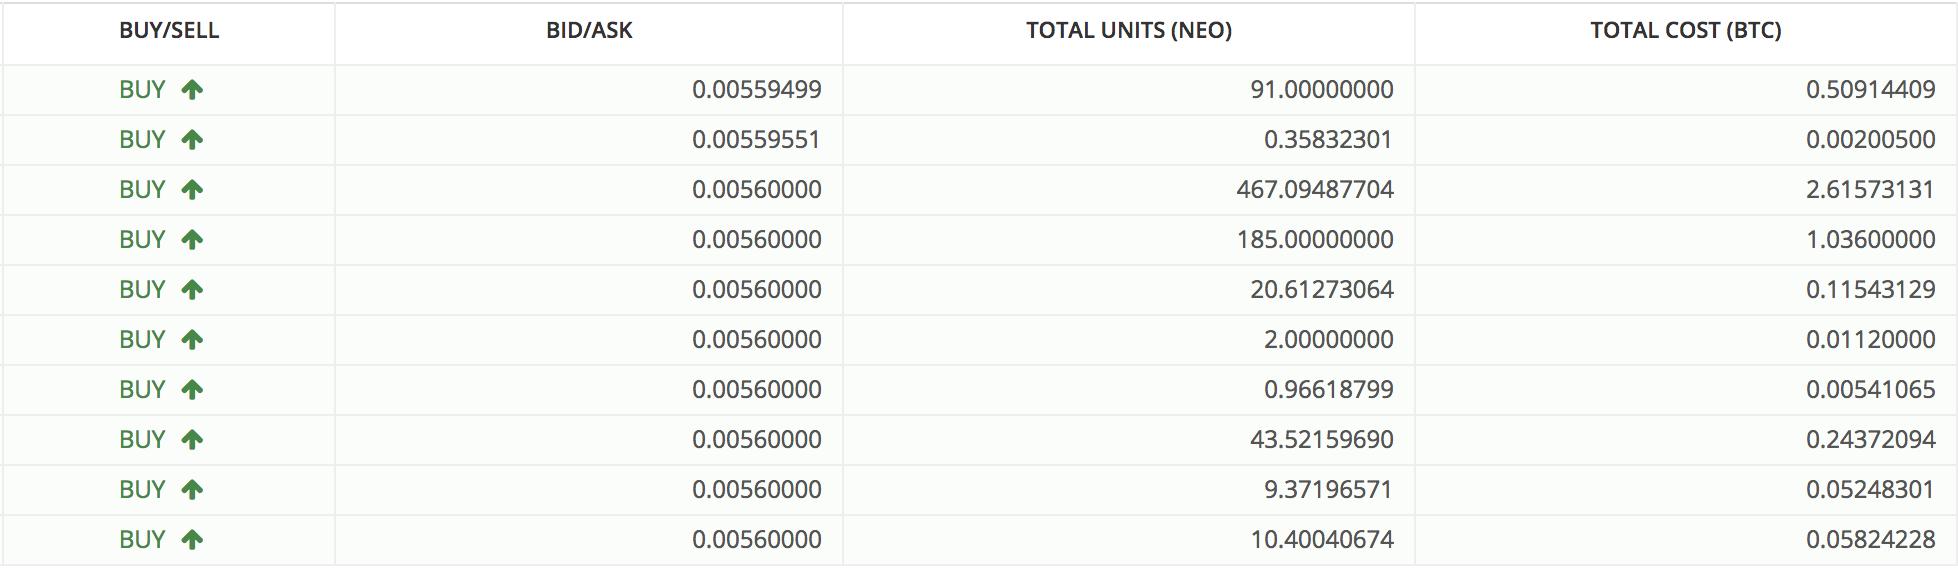 BUY/SELL BID/ASK TOTAL UNITS (NEO) TOTAL COST (BTC)
BUY 0.00559499 91.00000000 0.50914409
BUY 0.00559551 0.35832301 0.00200500
BUY 0.00560000 467.09487704 2.61573131
BUY 0.00560000 185.00000000 1.03600000
BUY 0.00560000 20.61273064 0.11543129
BUY 0.00560000 2.00000000 0.01120000
BUY 0.00560000 0.96618799 0.00541065
BUY 0.00560000 43.52159690 0.24372094
BUY 0.00560000 9.37196571 0.05248301
BUY 0.00560000 10.40040674 0.05824228